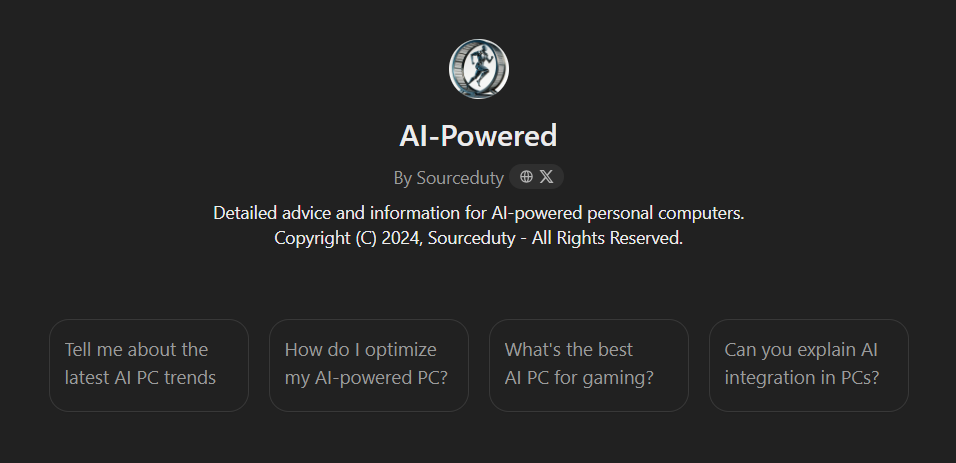 AI-Powered
By Sourceduty
Detailed advice and information for AI-powered personal computers.
Copyright (C) 2024, Sourceduty - All Rights Reserved.
Tell me about the
latest AI PC trends
How do I optimize
my AI-powered PC?
What's the best
AI PC for gaming?
Can you explain AI
integration in PCs?